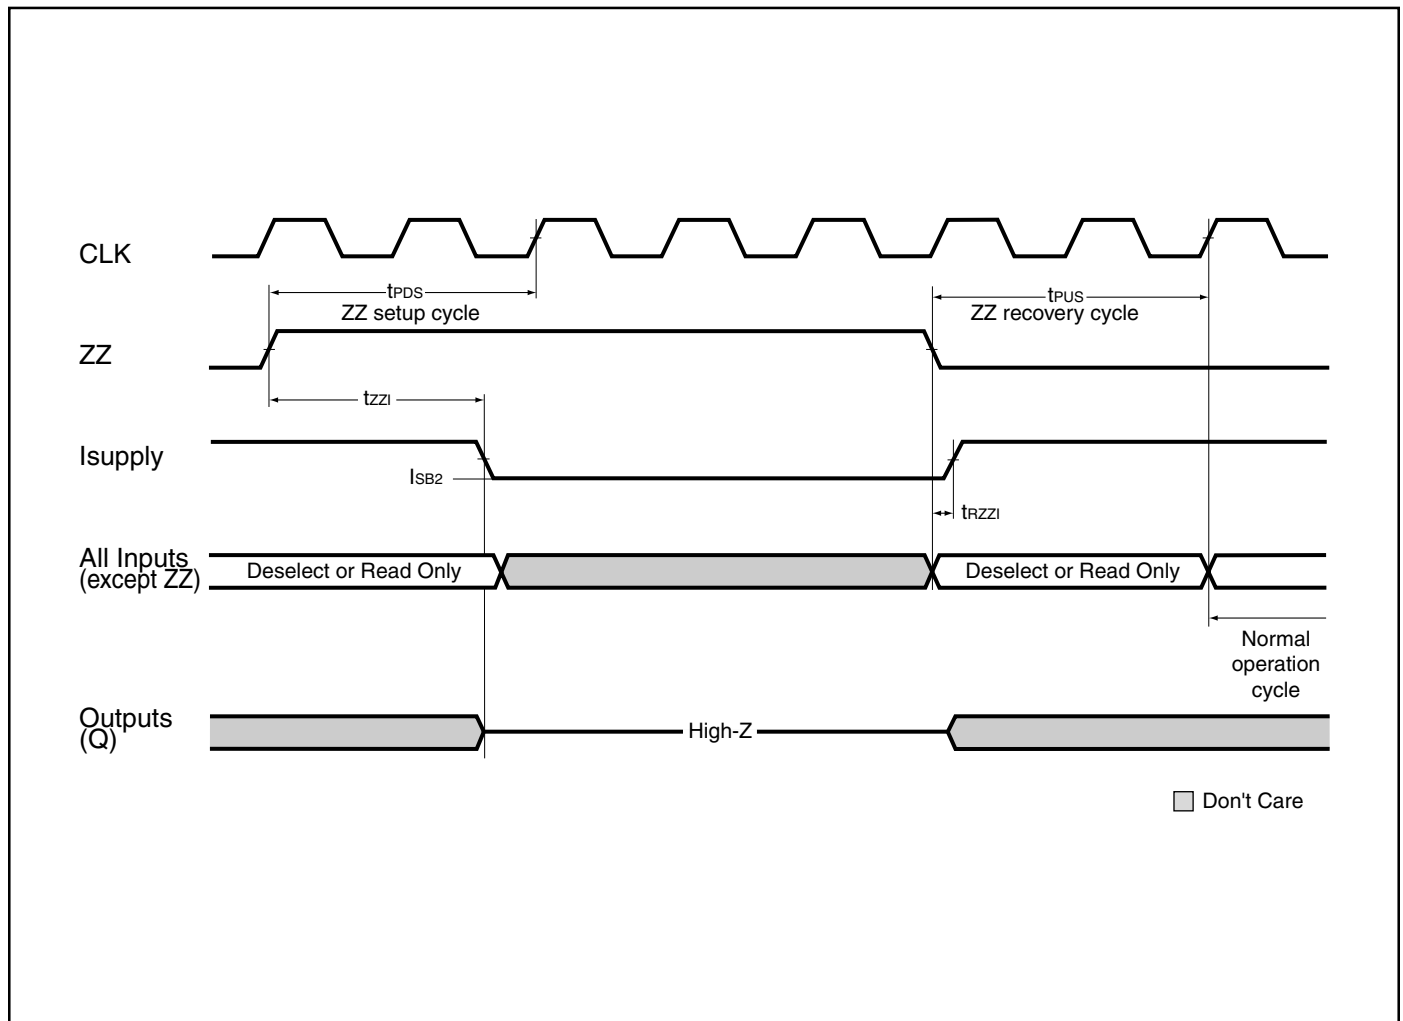 CLK
tPDS
ZZ setup cycle
tPUS
ZZ recovery cycle
ZZ
tZZI
Isupply
ISB2
tRZZI
All Inputs
(except ZZ)
Deselect or Read Only
Deselect or Read Only
Normal
operation
cycle
Outputs
(Q)
High-Z
Don't Care